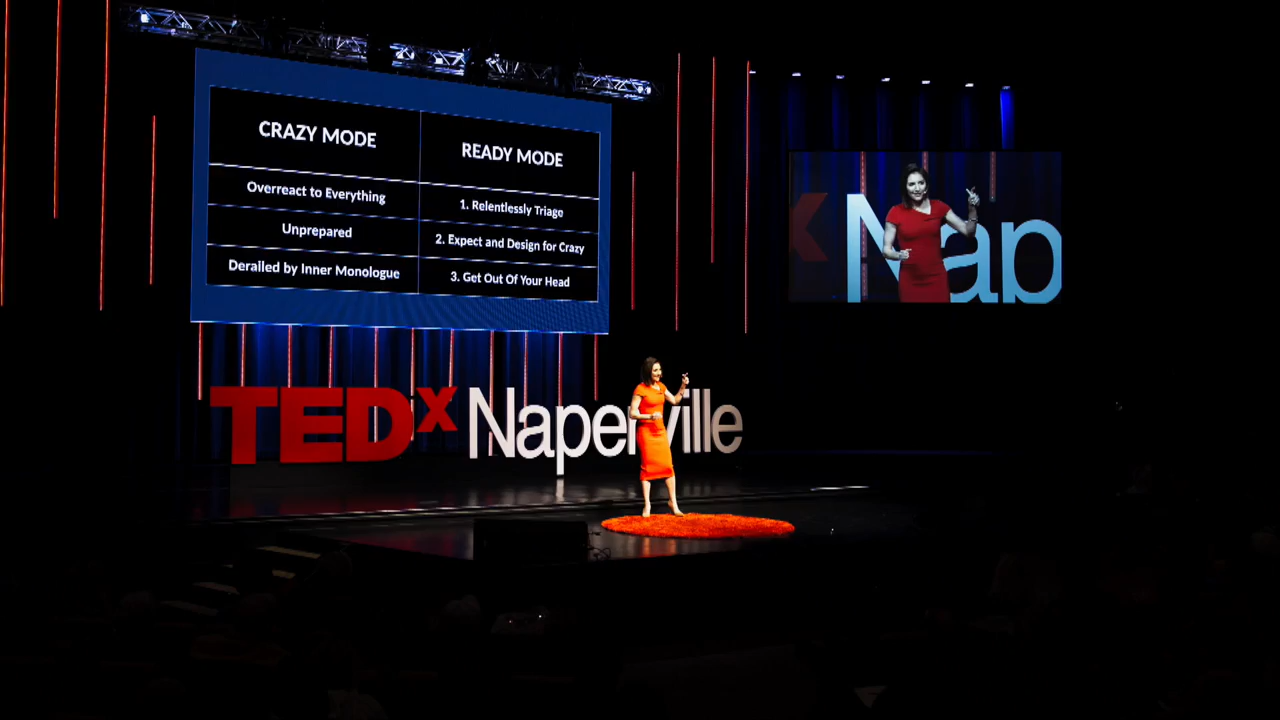 CRAZY MODE
READY MODE
Overreact to Everything
1. Relentlessly Triage
Unprepared
2. Expect and Design for Crazy
Derailed by Inner Monologue
3. Get Out Of Your Head
x Nap
TEDx Naperville